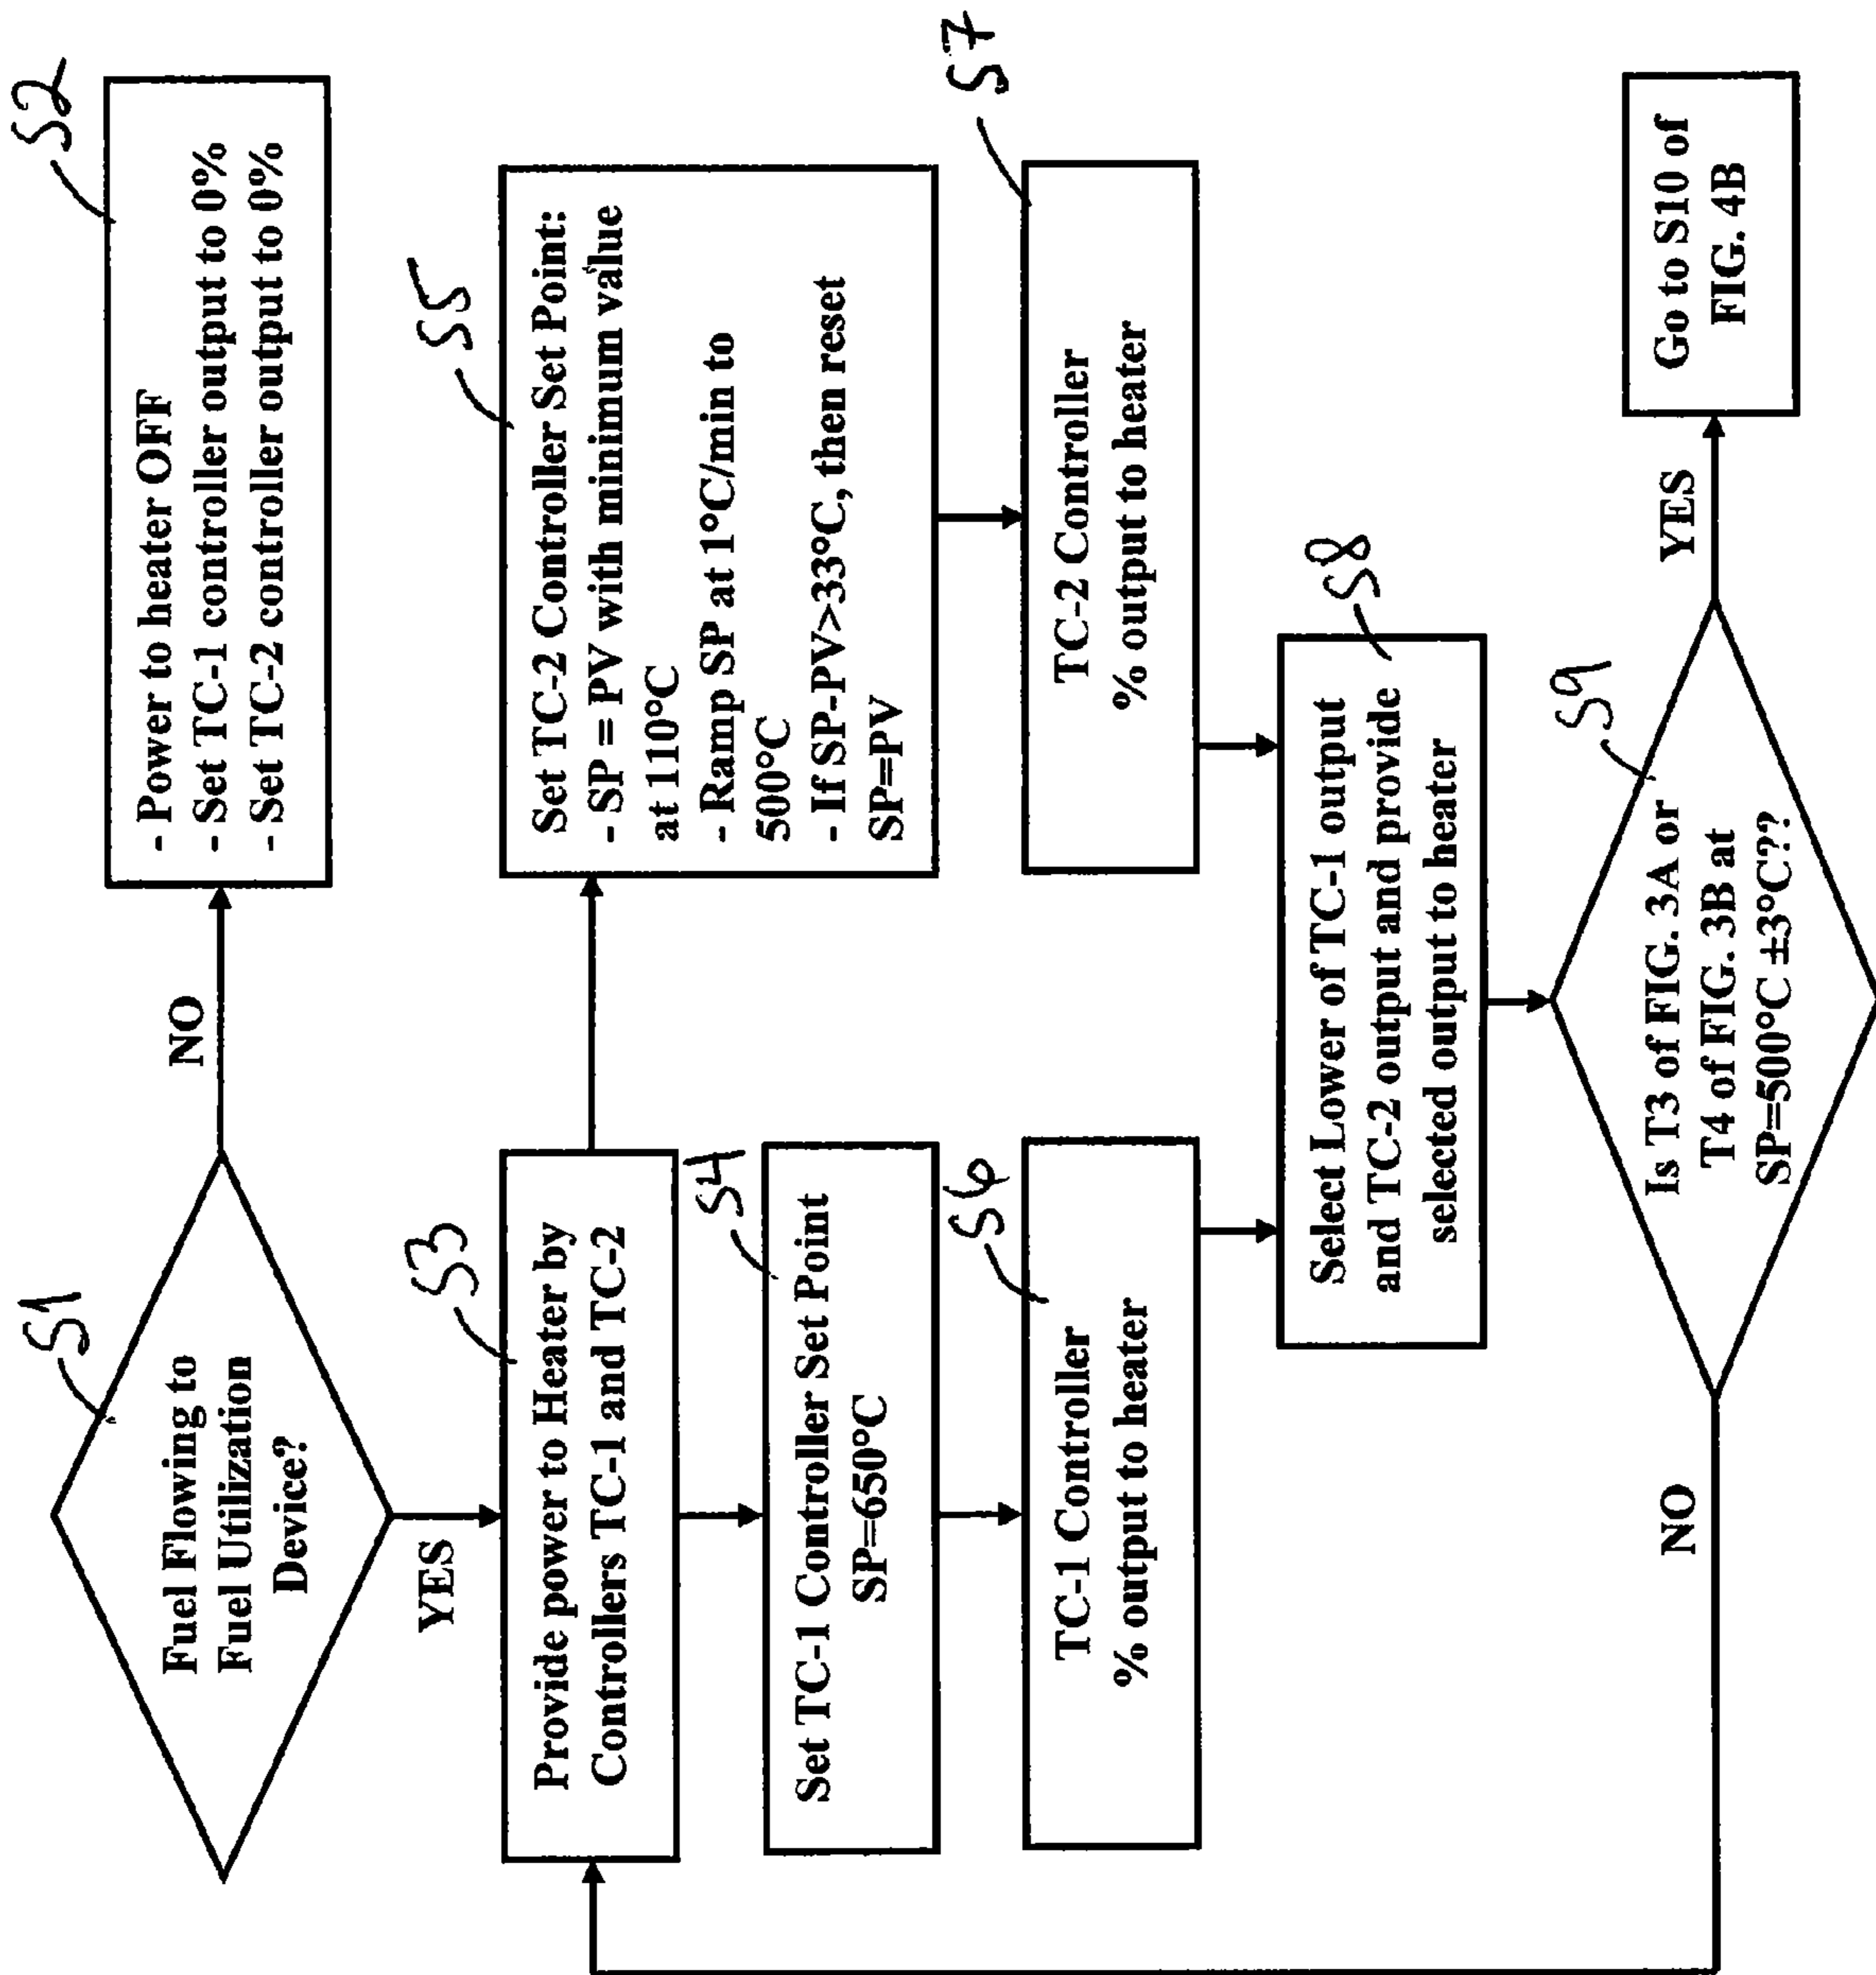 S1
Fuel Flowing to
Fuel Utilization
Device?
NO
S2
- Power to heater OFF
- Set TC-1 controller output to 0%
- Set TC-2 controller output to 0%
YES
S3
Provide power to Heater by
Controllers TC-1 and TC-2
S4
Set TC-1 Controller Set Point
SP=650°C
S5
Set TC-2 Controller Set Point:
- SP = PV with minimum value
at 1110°C
- Ramp SP at 1°C/min to
500°C
- If SP-PV>33°C, then reset
SP=PV
S6
TC-1 Controller
% output to heater
S7
TC-2 Controller
% output to heater
S8
Select Lower of TC-1 output
and TC-2 output and provide
selected output to heater
S9
Is T3 of FIG. 3A or
T4 of FIG. 3B at
SP=500°C ±3°C??
NO
YES
Go to S10 of
FIG. 4B